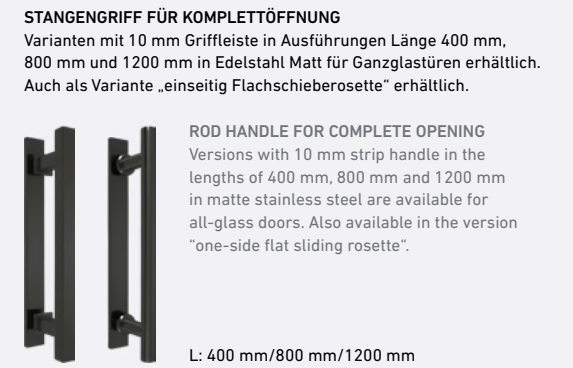 STANGENGRIFF FÜR KOMPLETTÖFFNUNG
Varianten mit 10 mm Griffleiste in Ausführungen Länge 400 mm,
800 mm und 1200 mm in Edelstahl Matt für Ganzglastüren erhältlich.
Auch als Variante „einseitig Flachschieberosette“ erhältlich.
ROD HANDLE FOR COMPLETE OPENING
Versions with 10 mm strip handle in the
lengths of 400 mm, 800 mm and 1200 mm
in matte stainless steel are available for
all-glass doors. Also available in the version
“one-side flat sliding rosette“.
L: 400 mm/800 mm/1200 mm